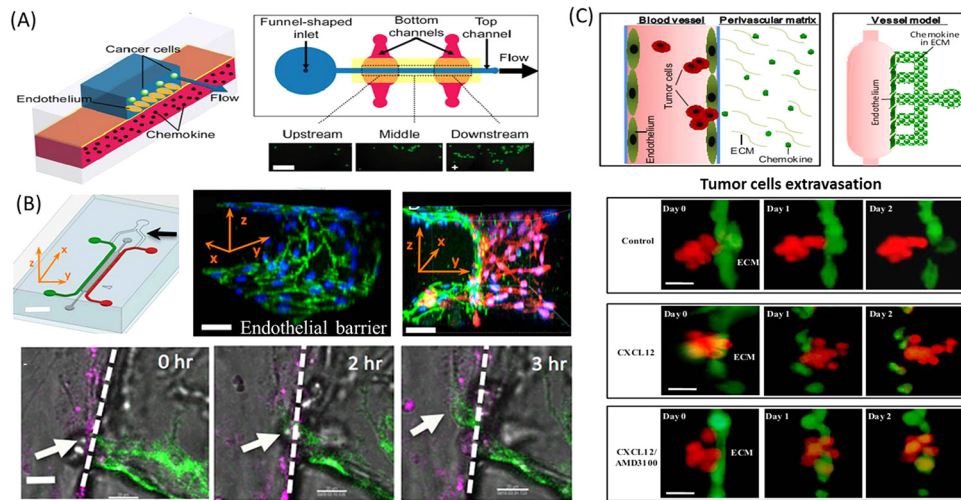 (A)
Cancer cells
Endothelium
Flow
Chemokine
Funnel-shaped
inlet
Bottom
channels
Top
channel
Flow
Upstream
Middle
Downstream
(B)
z
x
y
z
x
y
Endothelial barrier
z
x
y
0 hr
2 hr
3 hr
(C)
Blood vessel
Perivascular matrix
Tumor
cells
Endothelium
ECM
Chemokine
Vessel model
Chemokine
in ECM
Endothelium
Tumor cells extravasation
Control
Day 0
ECM
Day 1
Day 2
CXCL12
Day 0
ECM
Day 1
Day 2
CXCL12/
AMD3100
Day 0
ECM
Day 1
Day 2